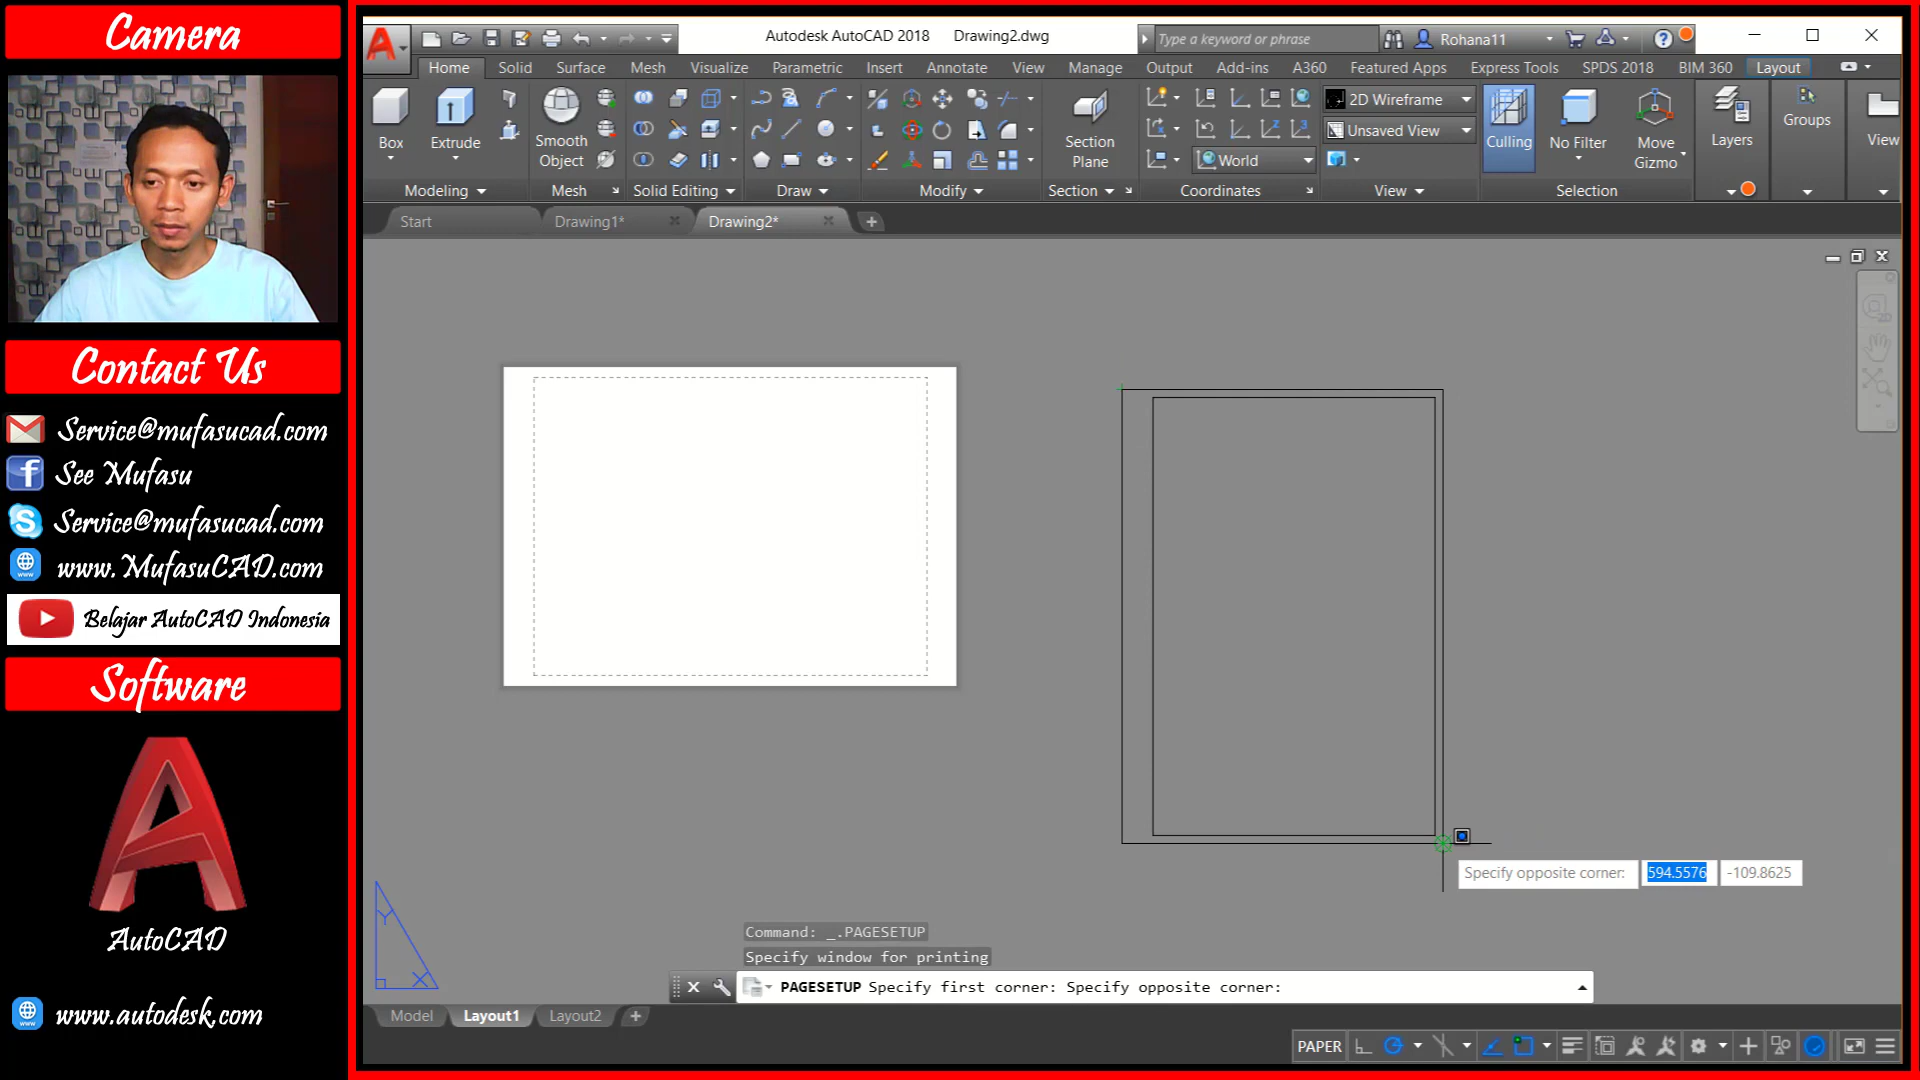 Camera
Contact Us
Service@mufasucad.com
See Mufasu
Service@mufasucad.com
www.MufasuCAD.com
Belajar AutoCAD Indonesia
Software
AutoCAD
www.autodesk.com
Autodesk AutoCAD 2018 Drawing2.dwg
Type a keyword or phrase
Rohana11
Home Solid Surface Mesh Visualize Parametric Insert Annotate View Manage Output Add-ins A360 Featured Apps Express Tools SPDS 2018 BIM 360 Layout
Box
Extrude
Smooth
Object
Section
Plane
2D Wireframe
Unsaved View
World
Culling
No Filter
Move
Gizmo
Layers
Groups
View
Modeling Mesh Solid Editing Draw Modify Section Coordinates View Selection
Start Drawing1* Drawing2*
Specify opposite corner: 594.5576 -109.8625
Y
X
Command: _.PAGESETUP
Specify window for printing
PAGESETUP Specify first corner: Specify opposite corner:
Model Layout1 Layout2
PAPER